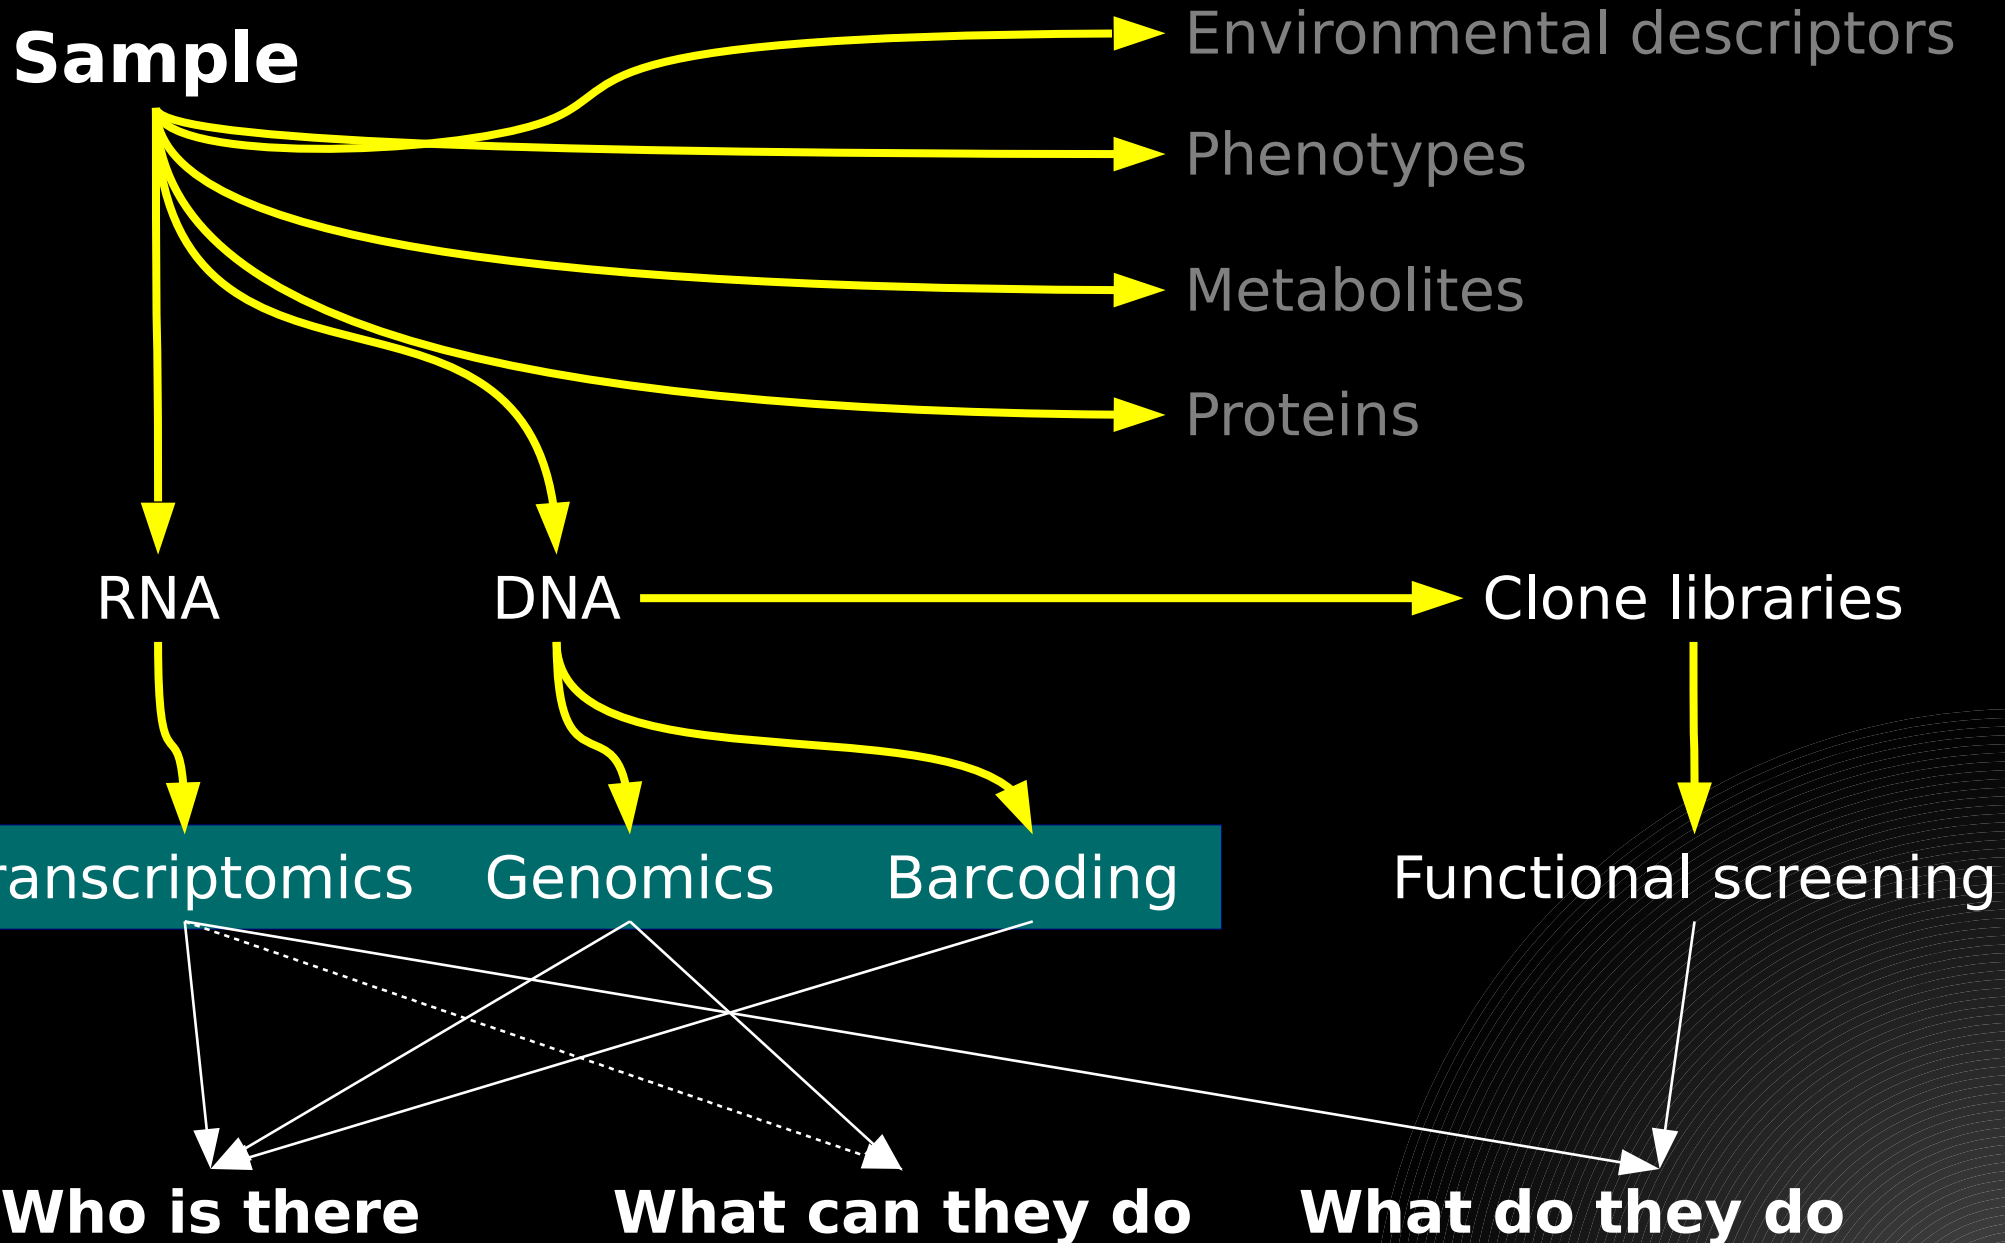 Sample
Environmental descriptors
Phenotypes
Metabolites
Proteins
RNA DNA Clone libraries
ranscriptomics Genomics Barcoding Functional screening
Who is there What can they do What do they do